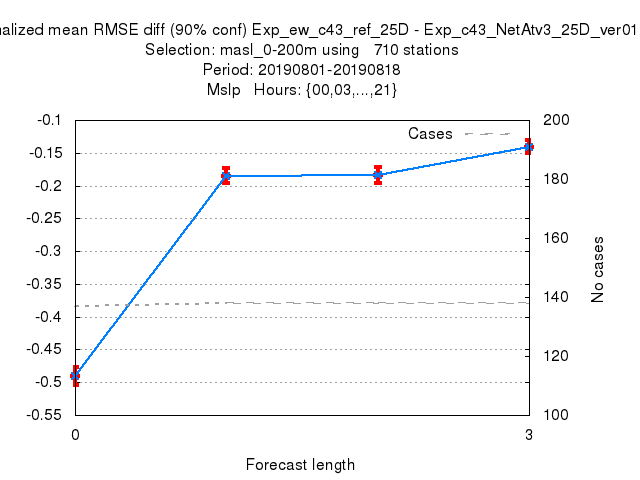 nalized mean RMSE diff (90% conf) Exp_ew_c43_ref_25D - Exp_c43_NetAtv3_25D_ver01
Selection: masl_0-200m using 710 stations
Period: 20190801-20190818
Mslp Hours: {00,03,...,21}
Cases
-0.1
-0.15
-0.2
-0.25
-0.3
-0.35
-0.4
-0.45
-0.5
-0.55
200
180
160
140
120
100
No cases
0
3
Forecast length